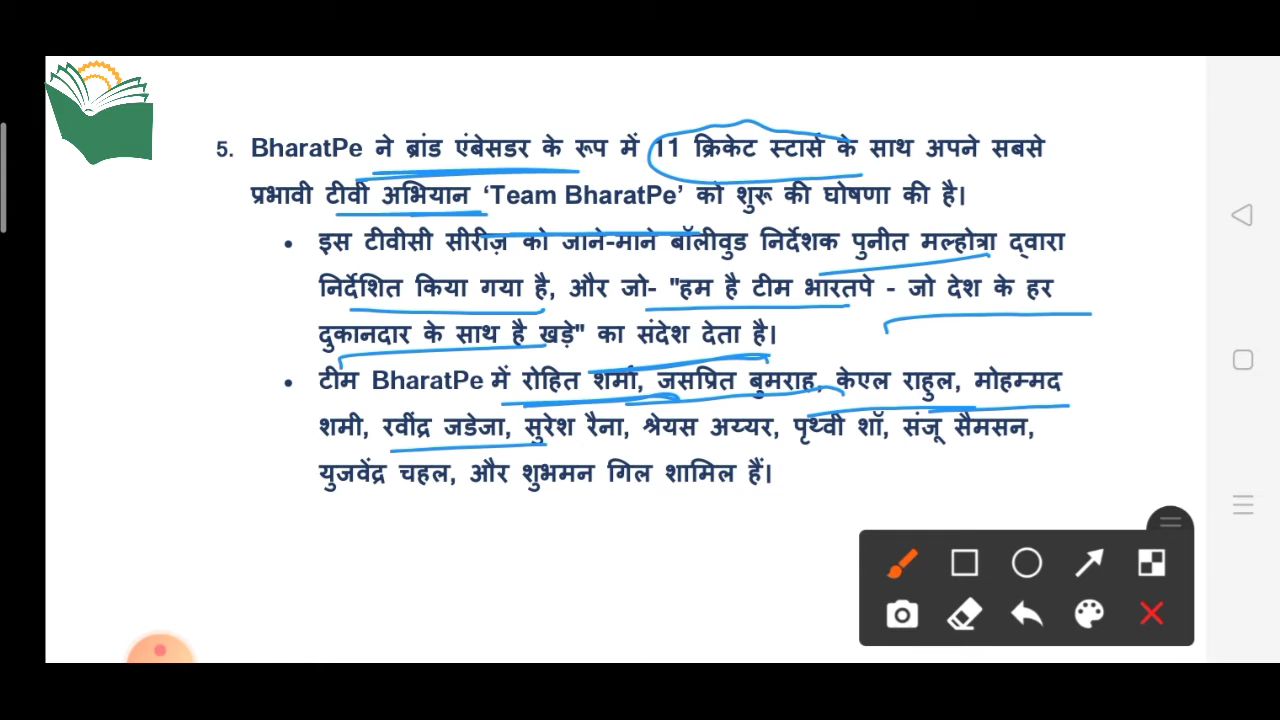 5. BharatPe ने ब्रांड एंबेसडर के रूप में 11 क्रिकेट स्टार्स के साथ अपने सबसे
प्रभावी टीवी अभियान ‘Team BharatPe’ को शुरू की घोषणा की है।
• इस टीवीसी सीरीज़ को जाने-माने बॉलीवुड निर्देशक पुनीत मल्होत्रा द्वारा
निर्देशित किया गया है, और जो- "हम है टीम भारतपे - जो देश के हर
दुकानदार के साथ है खड़े" का संदेश देता है।
• टीम BharatPe में रोहित शर्मा, जसप्रित बुमराह, केएल राहुल, मोहम्मद
शमी, रवींद्र जडेजा, सुरेश रैना, श्रेयस अय्यर, पृथ्वी शॉ, संजू सैमसन,
युजवेंद्र चहल, और शुभमन गिल शामिल हैं।